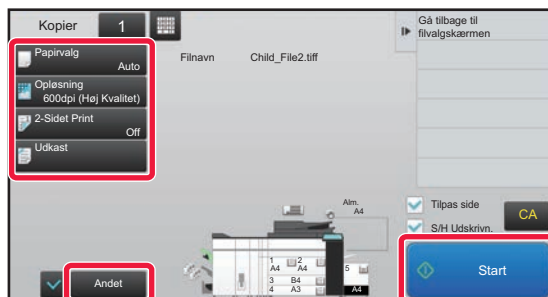 Kopier 1
Gå tilbage til
filvalgskærmen
Papirvalg
Auto
Filnavn Child_File2.tiff
Opløsning
600dpi (Høj Kvalitet)
2-Sidet Print
Off
Udkast
Alm.
A4
Tilpas side
S/H Udskrivn.
CA
1 A4
2 A4
3 B4
4 A3
5
A4
Andet
Start